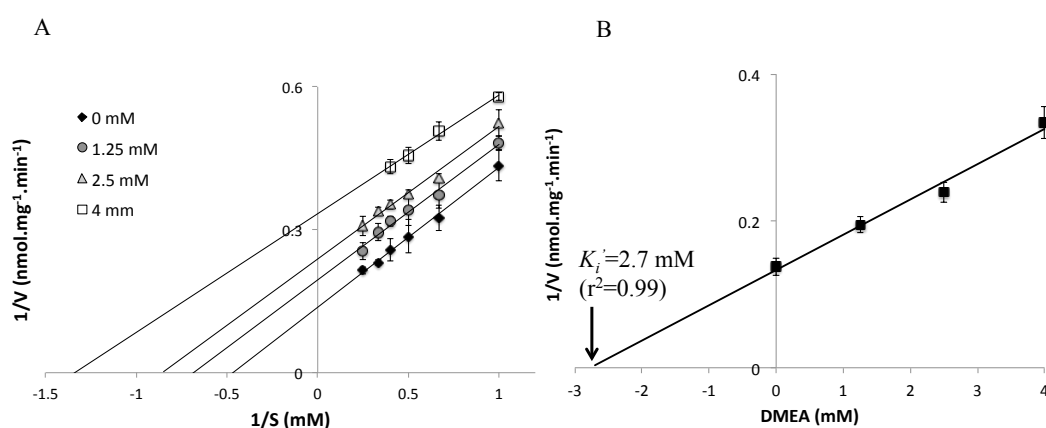 A
1/V (nmol.mg-1.min-1)
0.6
0.3
0
0 mM
1.25 mM
2.5 mM
4 mm
-1.5
-1
-0.5
0
0.5
1
1/S (mM)
B
1/V (nmol.mg-1.min-1)
0.4
0.2
0
Ki'=2.7 mM
(r2=0.99)
-3
-2
-1
0
1
2
3
4
DMEA (mM)